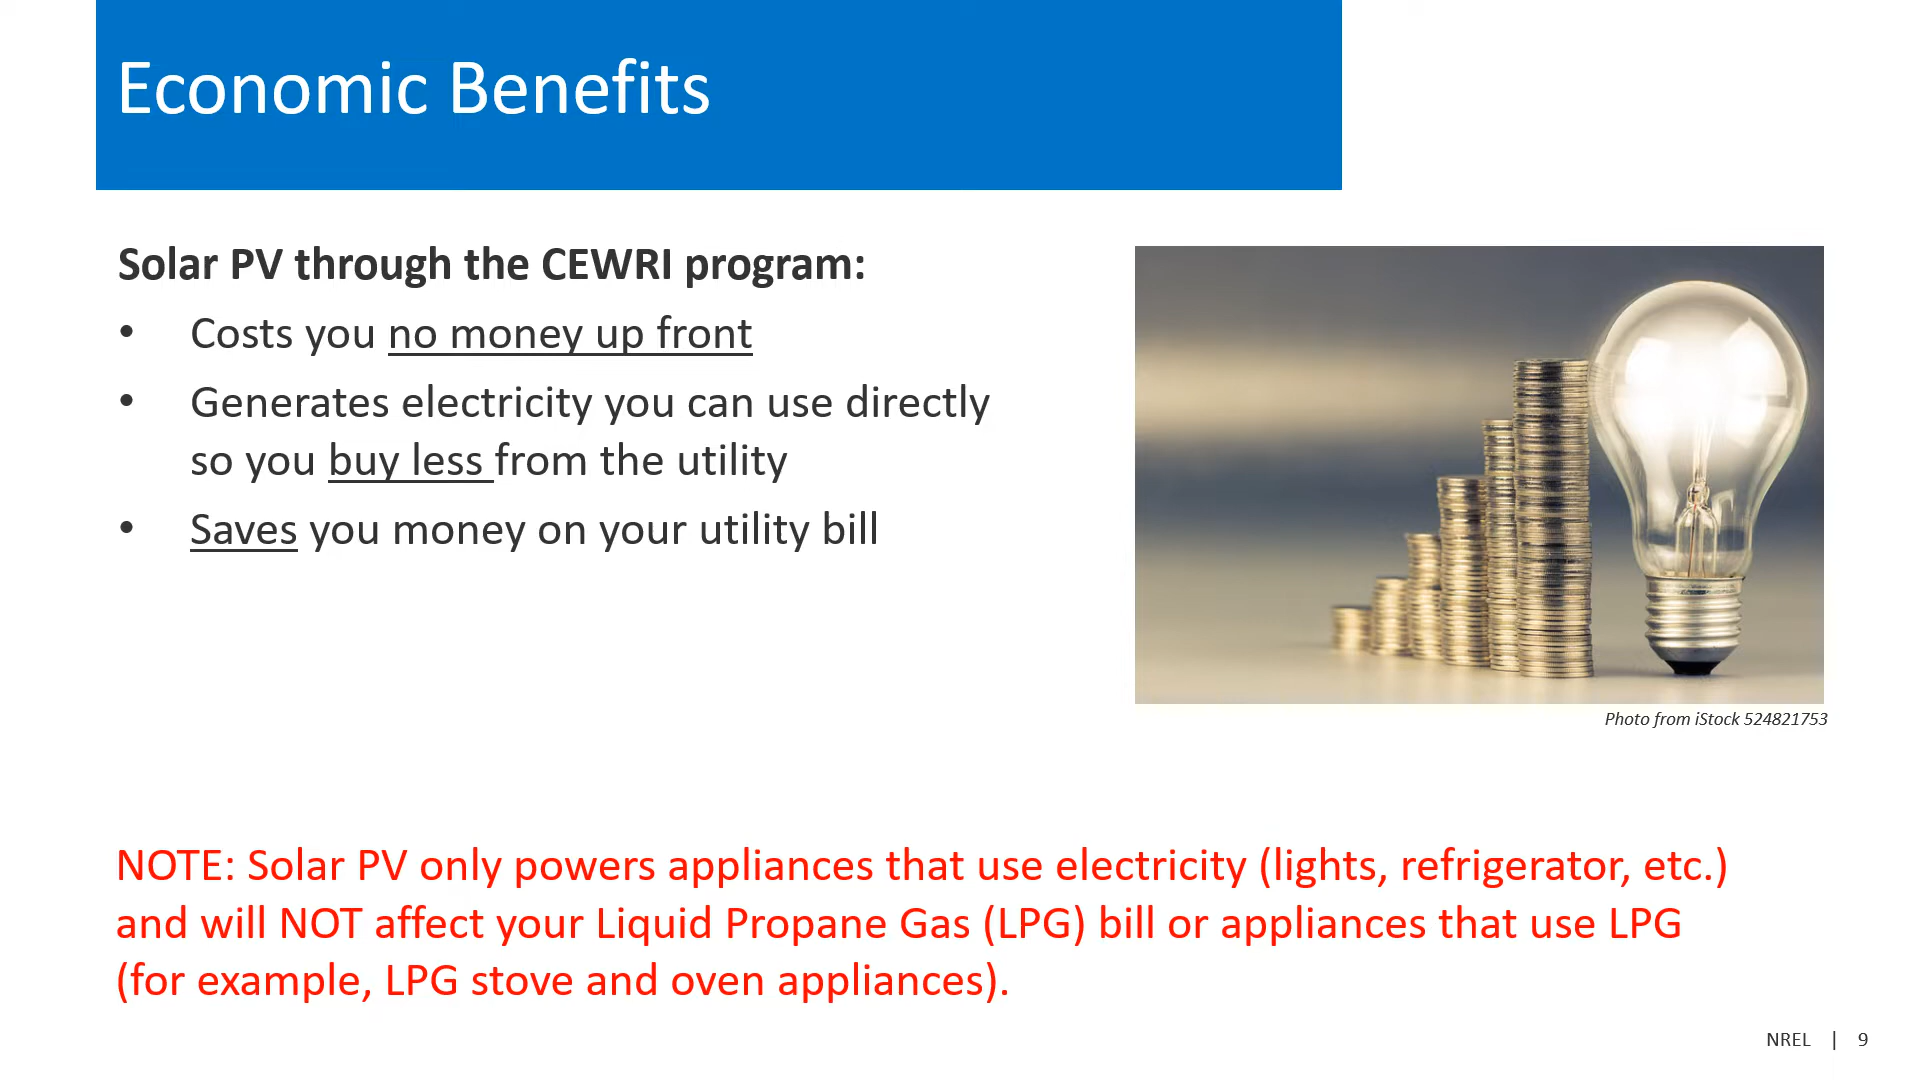 Economic Benefits
Solar PV through the CEWRI program:
• Costs you no money up front
• Generates electricity you can use directly
so you buy less from the utility
• Saves you money on your utility bill
Photo from iStock 524821753
NOTE: Solar PV only powers appliances that use electricity (lights, refrigerator, etc.)
and will NOT affect your Liquid Propane Gas (LPG) bill or appliances that use LPG
(for example, LPG stove and oven appliances).
NREL | 9